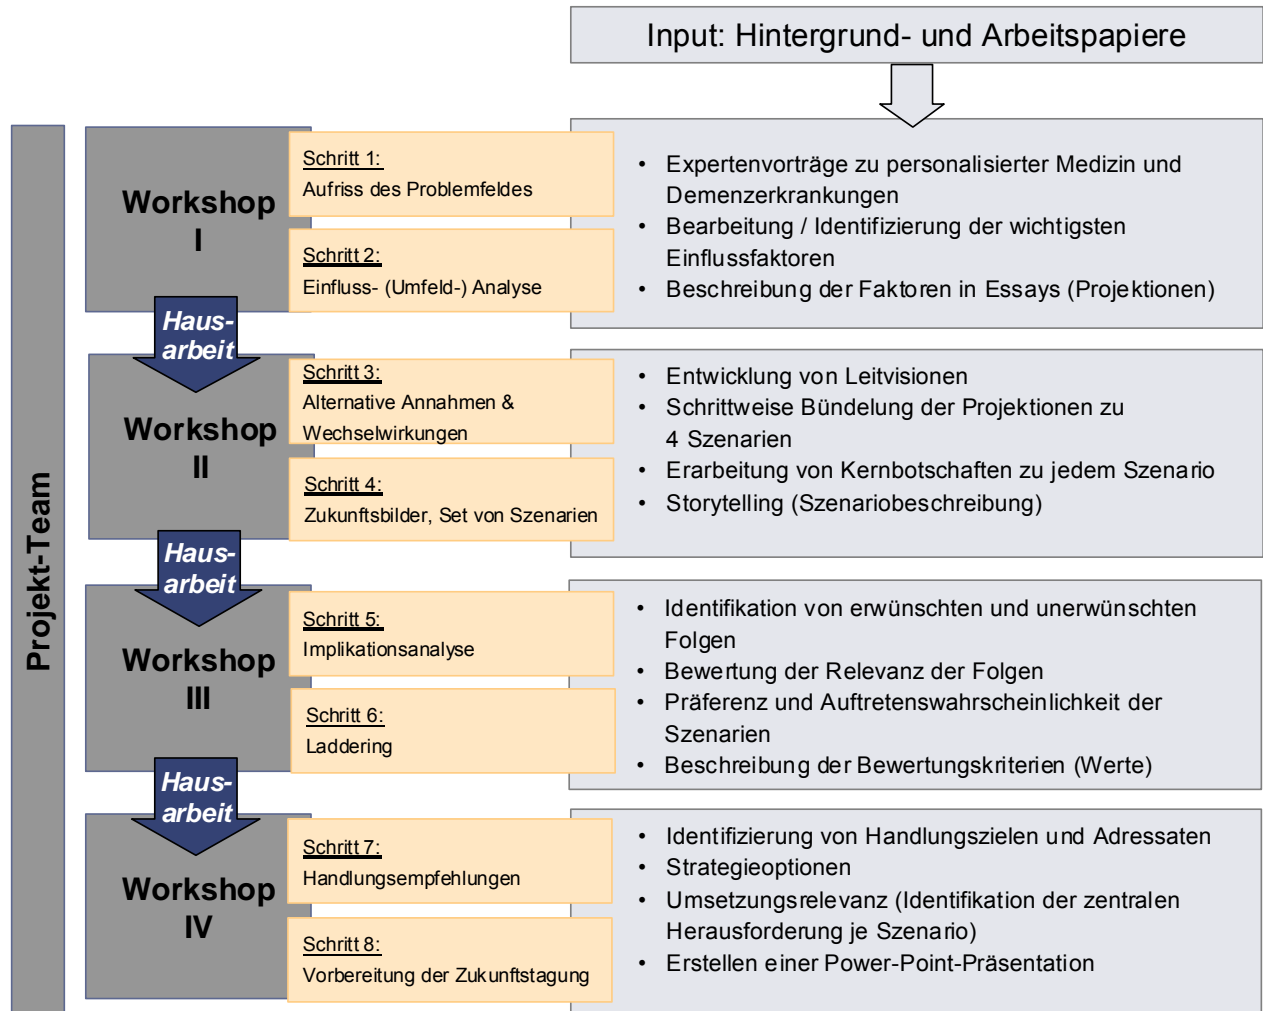 Input: Hintergrund- und Arbeitspapiere
Projekt-Team
Workshop
I
Schritt 1:
Aufriss des Problemfeldes
Schritt 2:
Einfluss- (Umfeld-) Analyse
• Expertenvorträge zu personalisierter Medizin und
Demenzerkrankungen
• Bearbeitung / Identifizierung der wichtigsten
Einflussfaktoren
• Beschreibung der Faktoren in Essays (Projektionen)
Haus-
arbeit
Workshop
II
Schritt 3:
Alternative Annahmen &
Wechselwirkungen
Schritt 4:
Zukunftsbilder, Set von Szenarien
• Entwicklung von Leitvisionen
• Schrittweise Bündelung der Projektionen zu
4 Szenarien
• Erarbeitung von Kernbotschaften zu jedem Szenario
• Storytelling (Szenariobeschreibung)
Haus-
arbeit
Workshop
III
Schritt 5:
Implikationsanalyse
Schritt 6:
Laddering
• Identifikation von erwünschten und unerwünschten
Folgen
• Bewertung der Relevanz der Folgen
• Präferenz und Auftretenswahrscheinlichkeit der
Szenarien
• Beschreibung der Bewertungskriterien (Werte)
Haus-
arbeit
Workshop
IV
Schritt 7:
Handlungsempfehlungen
Schritt 8:
Vorbereitung der Zukunftstagung
• Identifizierung von Handlungszielen und Adressaten
• Strategieoptionen
• Umsetzungsrelevanz (Identifikation der zentralen
Herausforderung je Szenario)
• Erstellen einer Power-Point-Präsentation